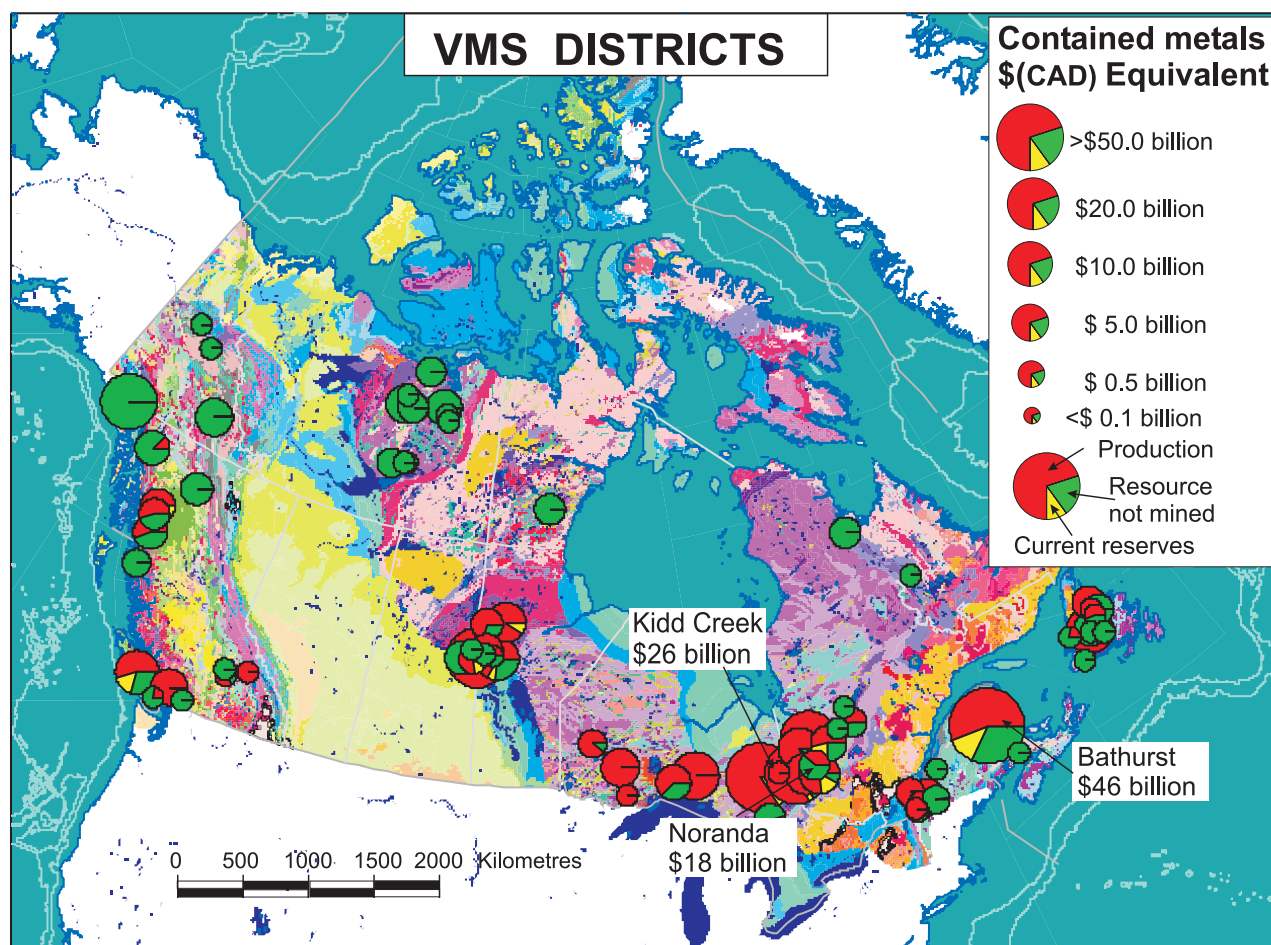 VMS DISTRICTS
Contained metals
$(CAD) Equivalent
>$50.0 billion
$20.0 billion
$10.0 billion
$ 5.0 billion
$ 0.5 billion
<$ 0.1 billion
Production
Resource
not mined
Current reserves
Kidd Creek
$26 billion
Bathurst
$46 billion
Noranda
$18 billion
0 500 1000 1500 2000 Kilometres